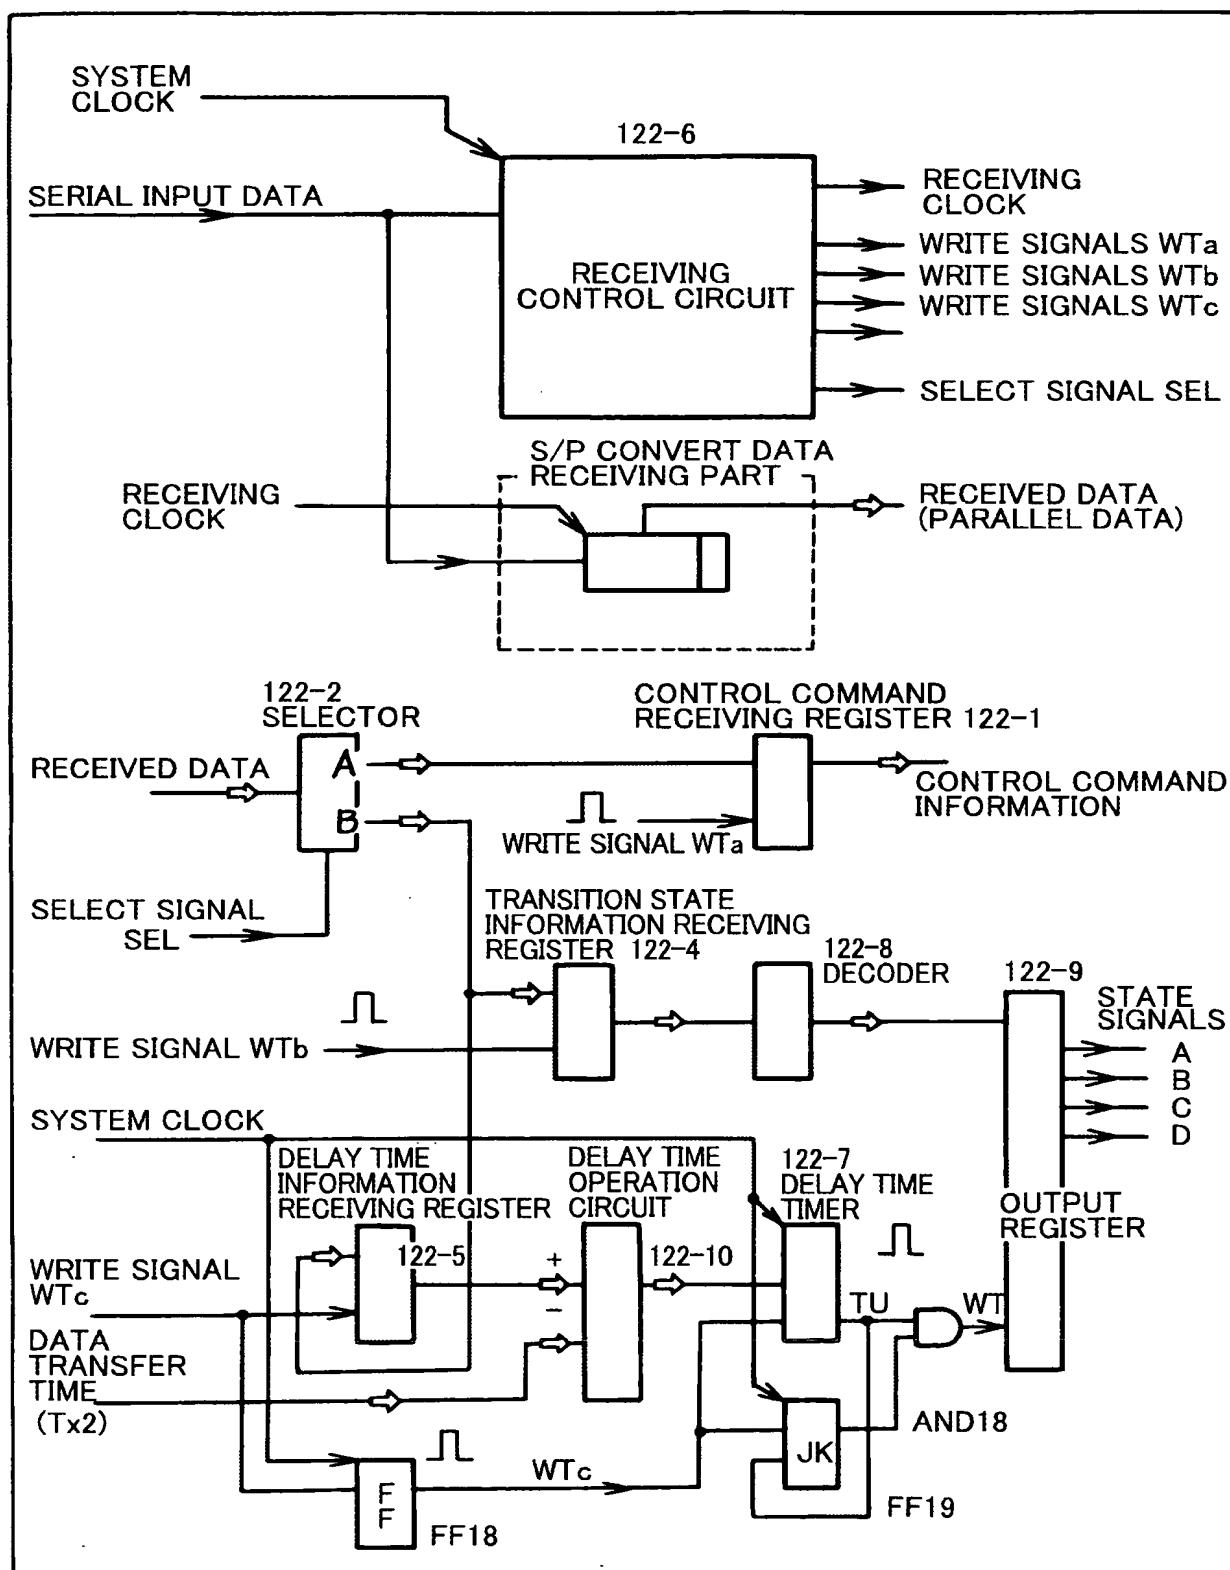 SYSTEM
CLOCK
122-6
SERIAL INPUT DATA
RECEIVING
CONTROL CIRCUIT
RECEIVING
CLOCK
WRITE SIGNALS WTa
WRITE SIGNALS WTb
WRITE SIGNALS WTc
SELECT SIGNAL SEL
S/P CONVERT DATA
RECEIVING PART
RECEIVING
CLOCK
RECEIVED DATA
(PARALLEL DATA)
122-2
SELECTOR
CONTROL COMMAND
RECEIVING REGISTER 122-1
RECEIVED DATA
A
B
CONTROL COMMAND
INFORMATION
WRITE SIGNAL WTa
SELECT SIGNAL
SEL
TRANSITION STATE
INFORMATION RECEIVING
REGISTER 122-4
122-8
DECODER
122-9
STATE
SIGNALS
A
B
C
D
WRITE SIGNAL WTb
SYSTEM CLOCK
DELAY TIME
INFORMATION
RECEIVING REGISTER
122-5
DELAY TIME
OPERATION
CIRCUIT
122-10
122-7
DELAY TIME
TIMER
OUTPUT
REGISTER
WRITE SIGNAL
WTc
+
−
TU
WT
DATA
TRANSFER
TIME
(Tx2)
AND18
JK
WTc
FF19
F
F
FF18